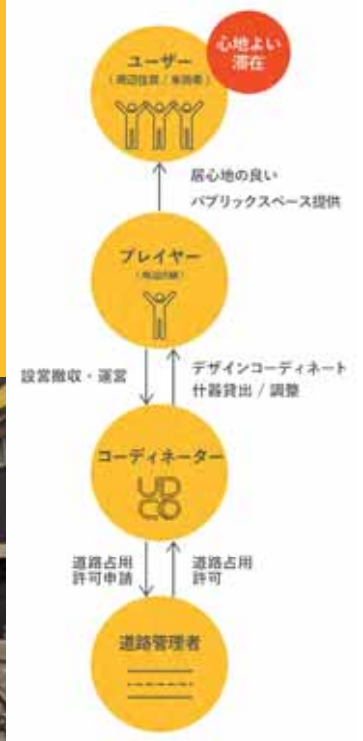 心地よい
滞在
ユーザー
(周辺住民 / 来街者)
居心地の良い
パブリックスペース提供
プレイヤー
設営撤収・運営
デザインコーディネート
什器貸出 / 調整
コーディネーター
UD
CO
道路占用
許可申請
道路占用
許可
道路管理者